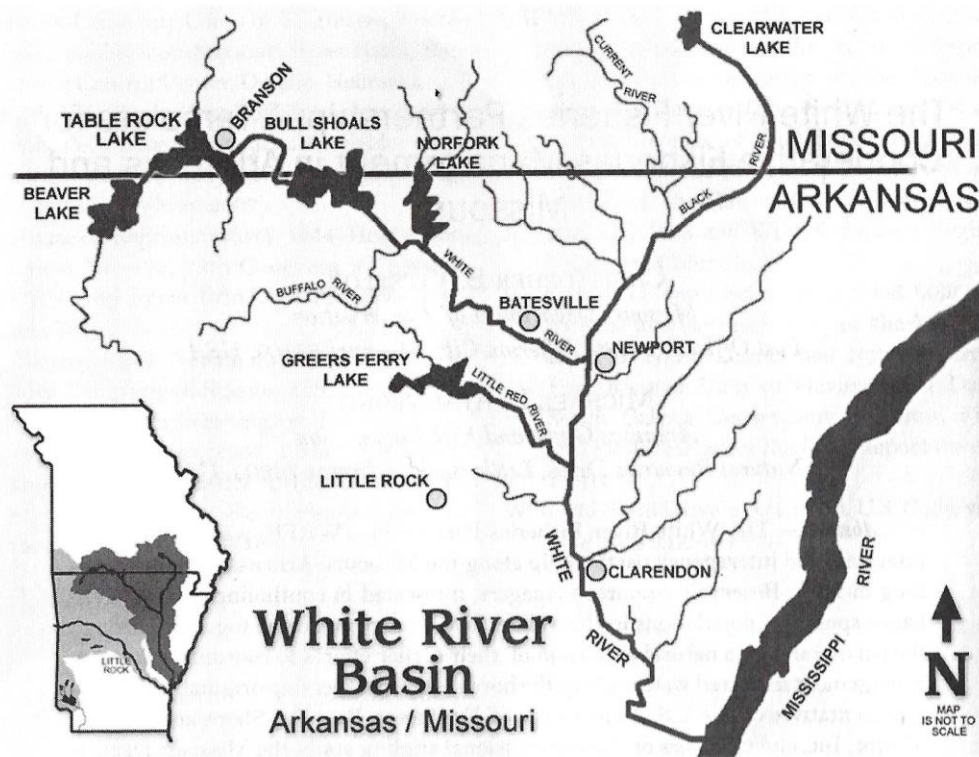 CLEARWATER
LAKE
CURRENT
RIVER
BRANSON
TABLE ROCK
LAKE
BULL SHOALS
LAKE
NORFORK
LAKE
RIVER
MISSOURI
BEAVER
LAKE
BLACK
ARKANSAS
WHITE
BUFFALO
RIVER
BATESVILLE
RIVER
NEWPORT
GREERS FERRY
LAKE
LITTLE RED
RIVER
LITTLE ROCK
WHITE
CLARENDON
RIVER
RIVER
MISSISSIPPI
LITTLE
ROCK
White River
Basin
Arkansas / Missouri
N
MAP
IS NOT TO
SCALE